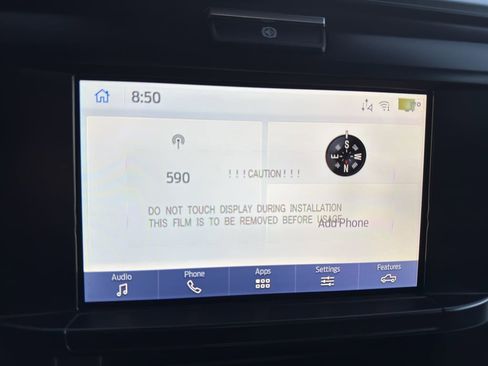 8:50
590
!!!CAUTION!!!
S
E
W
N
DO NOT TOUCH DISPLAY DURING INSTALLATION
THIS FILM IS TO BE REMOVED BEFORE USAGE
Add Phone
Audio
Phone
Apps
Settings
Features